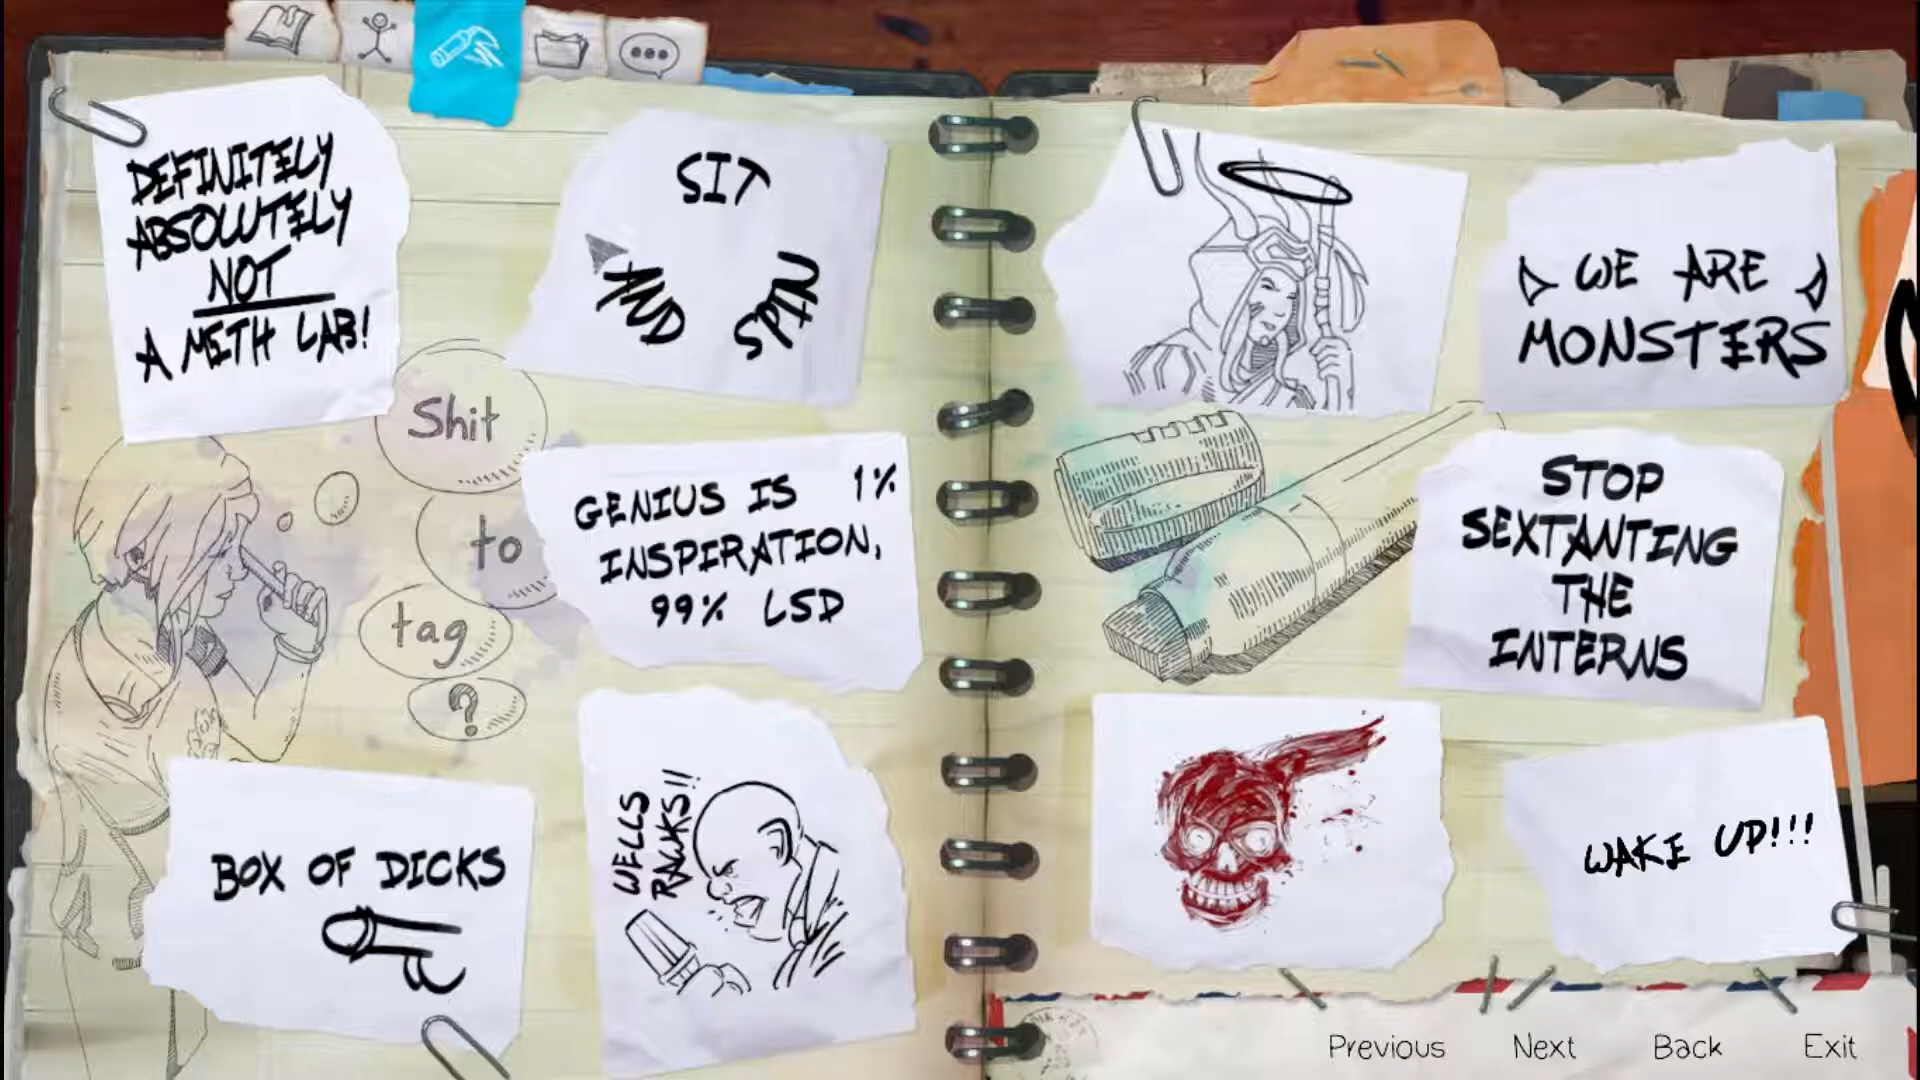 DEFINITELY
ABSOLUTELY
NOT
A METH LAB!
SIT
AND
SPIN
Shit
to
tag
?
GENIUS IS 1%
INSPIRATION,
99% LSD
BOX OF DICKS
WELLS
RACKS!!
WE ARE
MONSTERS
STOP
SEXTANTING
THE
INTERNS
WAKE UP!!!
Previous
Next
Back
Exit